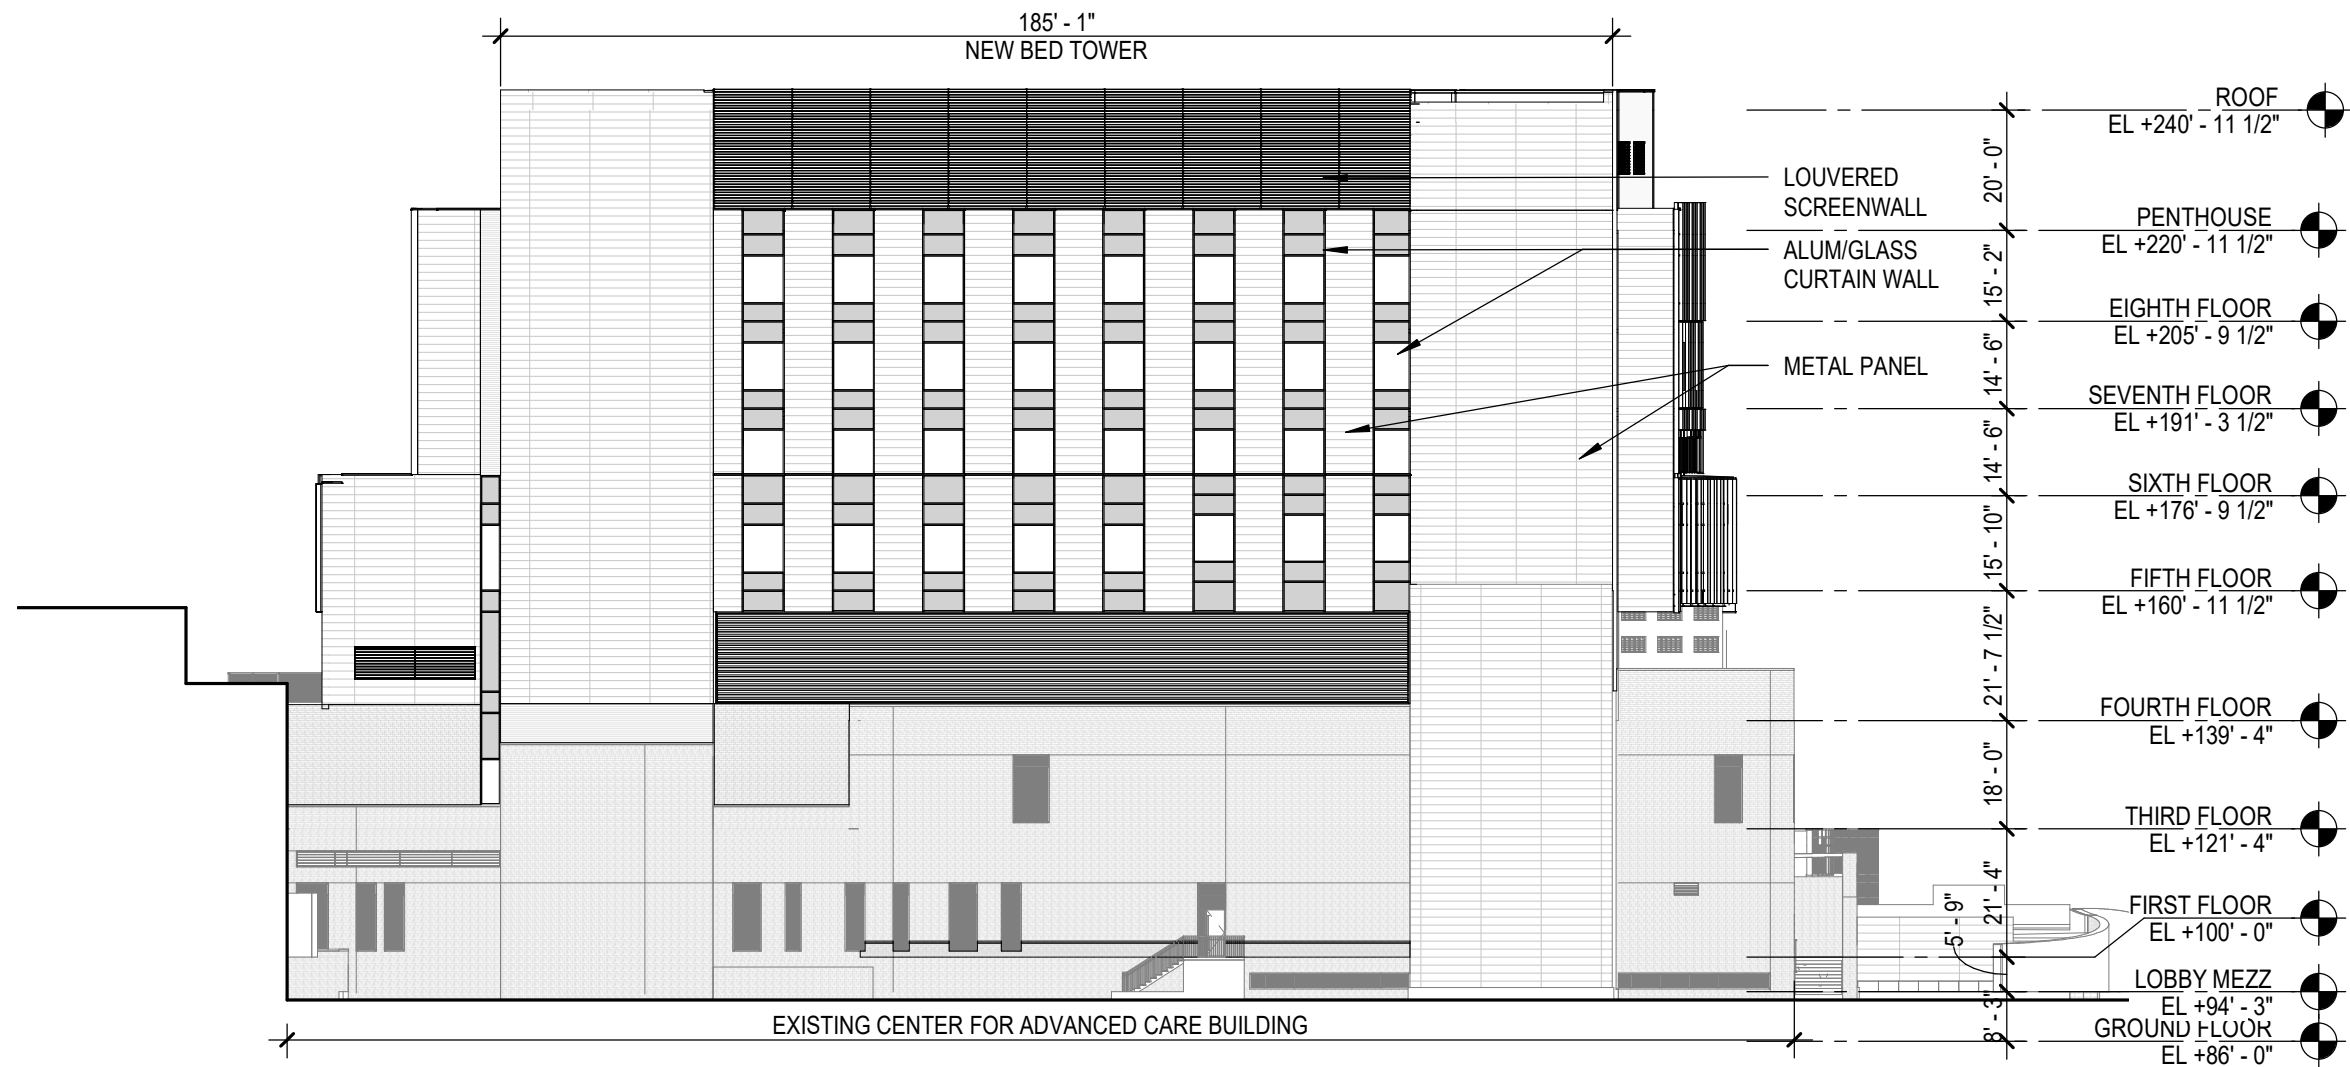 185' - 1"
NEW BED TOWER
ROOF
EL +240' - 11 1/2"
20' - 0"
LOUVERED
SCREENWALL
PENTHOUSE
EL +220' - 11 1/2"
ALUM/GLASS
CURTAIN WALL
15' - 2"
EIGHTH FLOOR
EL +205' - 9 1/2"
14' - 6"
METAL PANEL
SEVENTH FLOOR
EL +191' - 3 1/2"
14' - 6"
SIXTH FLOOR
EL +176' - 9 1/2"
15' - 10"
FIFTH FLOOR
EL +160' - 11 1/2"
21' - 7 1/2"
FOURTH FLOOR
EL +139' - 4"
18' - 0"
THIRD FLOOR
EL +121' - 4"
21' - 4"
FIRST FLOOR
EL +100' - 0"
5' - 9"
LOBBY MEZZ
EL +94' - 3"
8' - 3"
GROUND FLOOR
EL +86' - 0"
EXISTING CENTER FOR ADVANCED CARE BUILDING